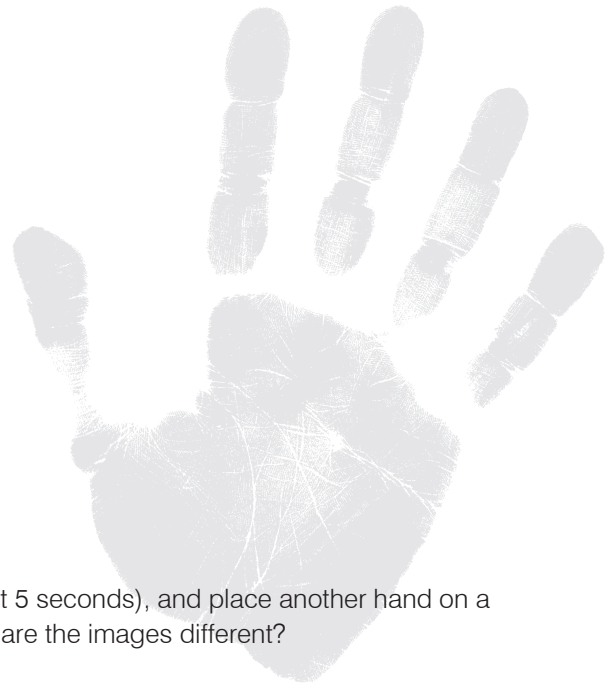 t 5 seconds), and place another hand on a
are the images different?